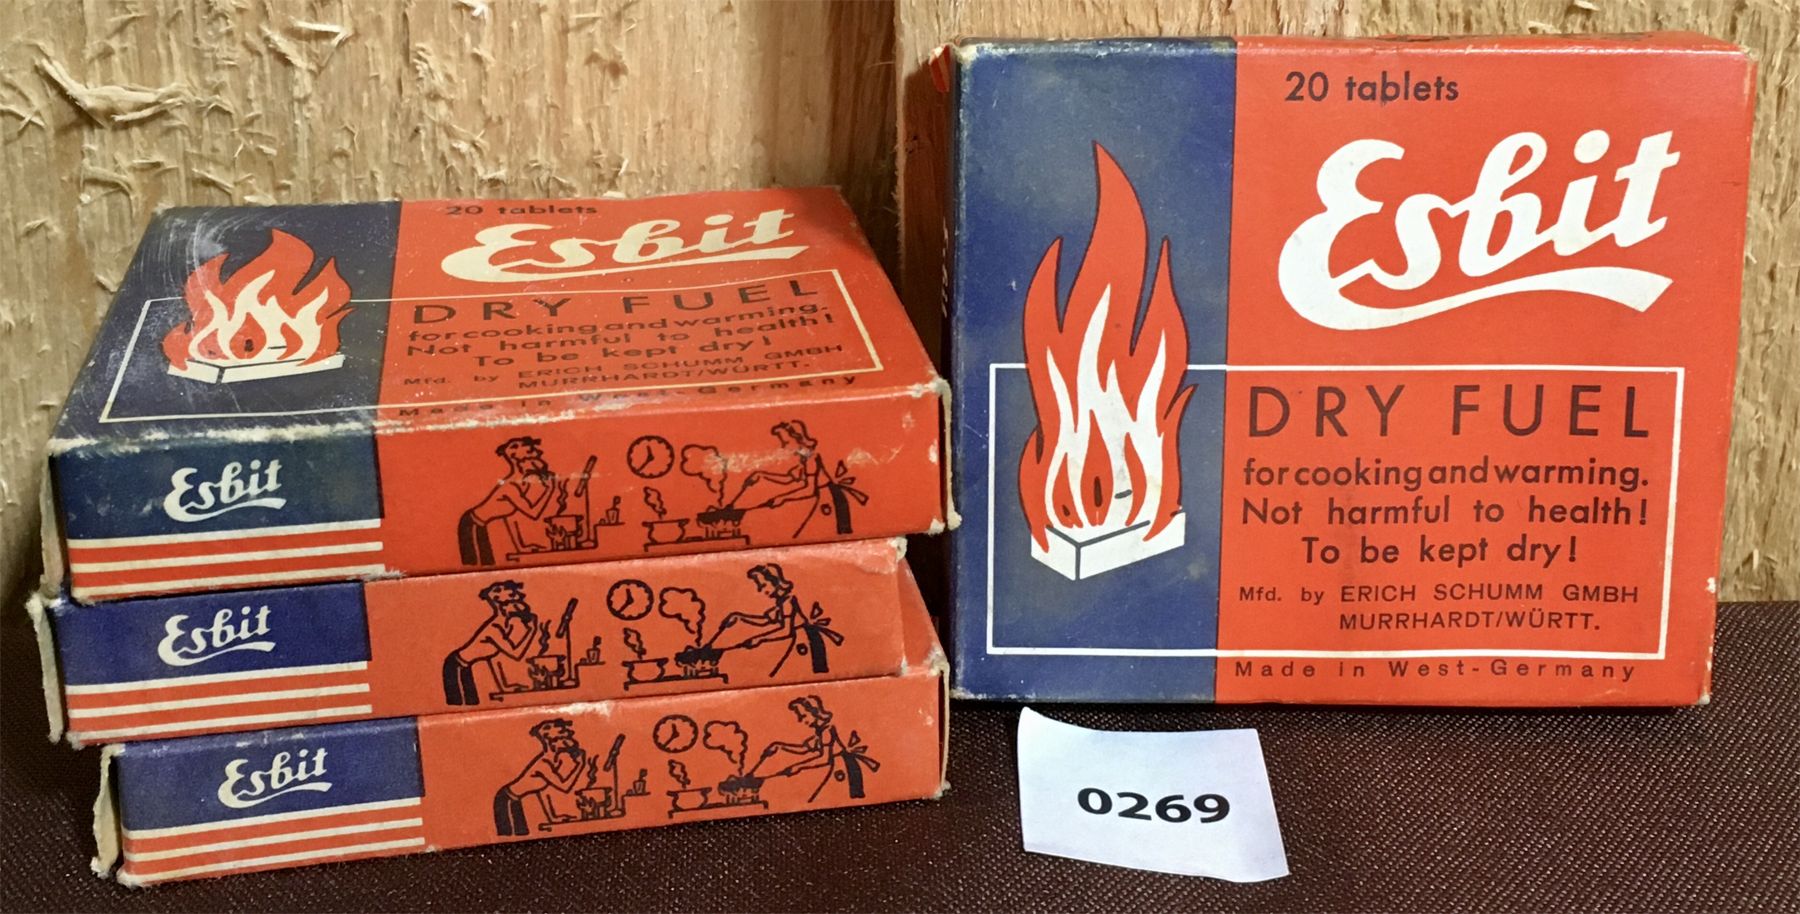 20 tablets
Esbit
DRY FUEL
for cooking and warming.
Not harmful to health!
To be kept dry!
Mfd. by ERICH SCHUMM GMBH
MURRHARDT/WÜRTT.
Made in West-Germany
Esbit
Esbit
Esbit
20 tablets
Esbit
DRY FUEL
for cooking and warming.
Not harmful to health!
To be kept dry!
Mfd. by ERICH SCHUMM GMBH
MURRHARDT/WÜRTT.
Made in West-Germany
0269